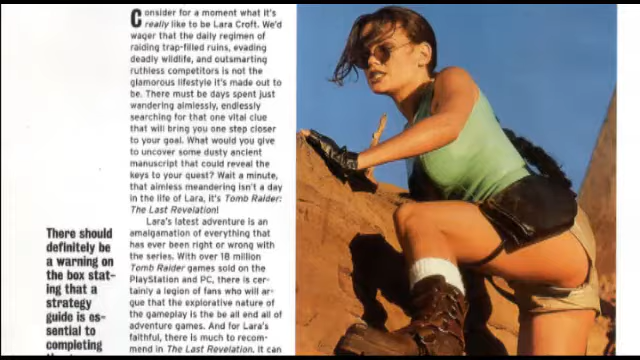 Consider for a moment what it's
really like to be Lara Croft. We'd
wager that the daily regimen of
raiding trap-filled ruins, evading
deadly wildlife, and outsmarting
ruthless competitors is not the
glamorous lifestyle it's made out to
be. There must be days spent just
wandering aimlessly, endlessly
searching for that one vital clue
that will bring you one step closer
to your goal. What would you give
to uncover some dusty ancient
manuscript that could reveal the
keys to your quest? Wait a minute,
that aimless meandering isn't a day
in the life of Lara, it's Tomb Raider:
The Last Revelation!
Lara's latest adventure is an
amalgamation of everything that
has ever been right or wrong with
the series. With over 18 million
Tomb Raider games sold on the
PlayStation and PC, there is cer-
tainly a legion of fans who will ar-
gue that the explorative nature of
the gameplay is the be all end all of
adventure games. And for Lara's
faithful, there is much to recom-
mend in The Last Revelation. It can
There should
definitely be
a warning on
the box stat-
ing that a
strategy
guide is es-
sential to
completing